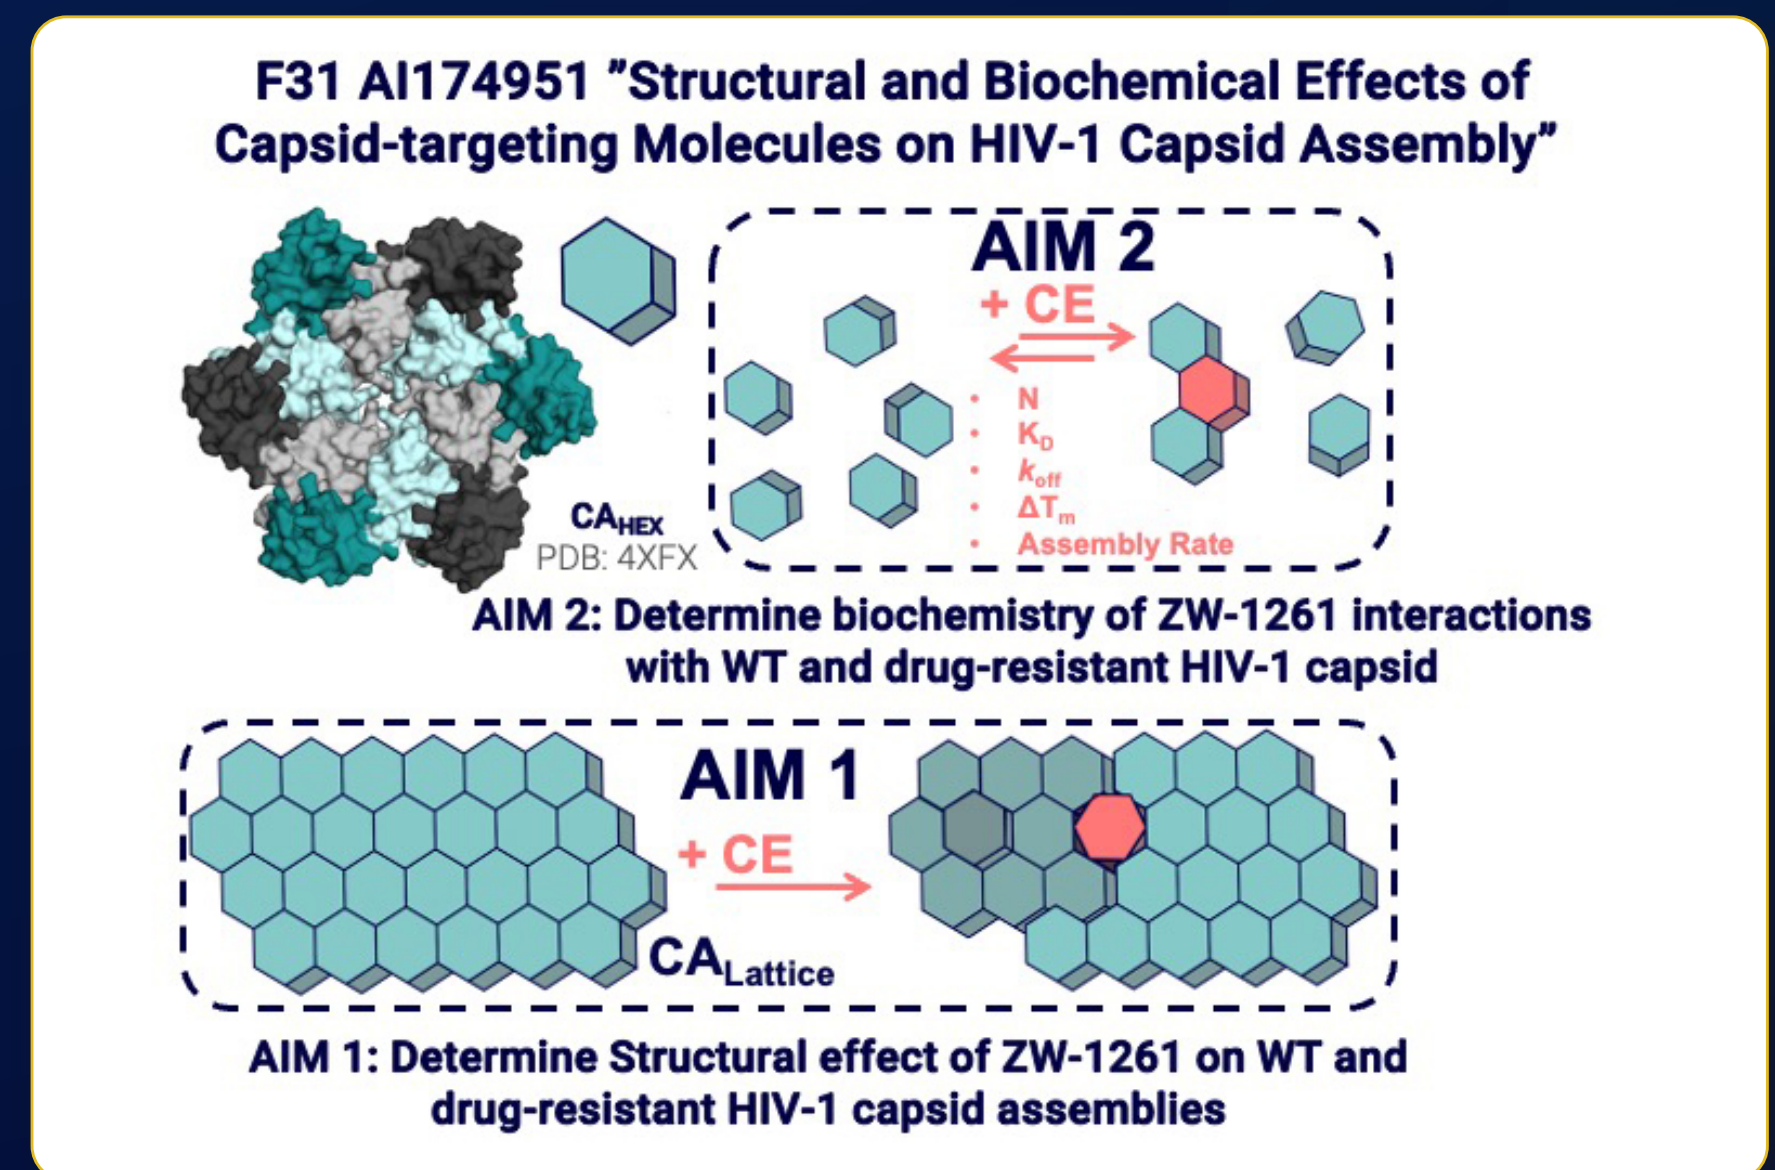 F31 AI174951 ”Structural and Biochemical Effects of
Capsid-targeting Molecules on HIV-1 Capsid Assembly”
CAHEX
PDB: 4XFX
AIM 2
+ CE
• N
• KD
• koff
• ΔTm
• Assembly Rate
AIM 2: Determine biochemistry of ZW-1261 interactions
with WT and drug-resistant HIV-1 capsid
AIM 1
+ CE
CALattice
AIM 1: Determine Structural effect of ZW-1261 on WT and
drug-resistant HIV-1 capsid assemblies